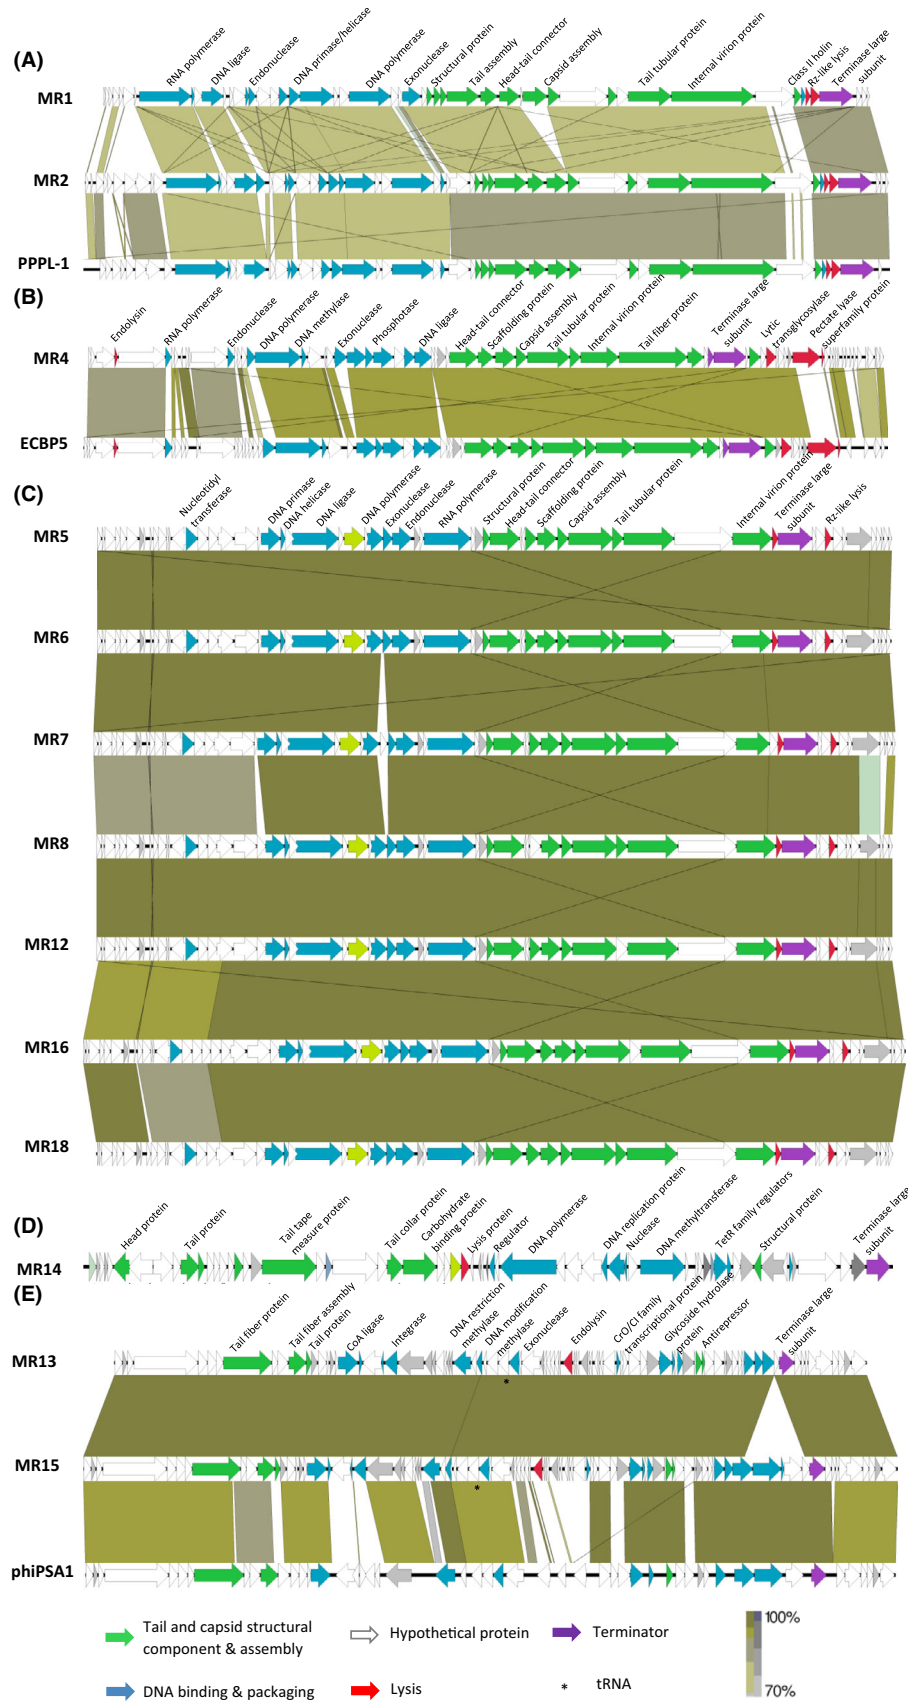 (A)
RNA polymerase
DNA ligase
Endonuclease
DNA primase/helicase
DNA polymerase
Exonuclease
Structural protein
Tail assembly
Head-tail connector
Capsid assembly
Tail tubular protein
Internal virion protein
Class II holin
Rz-like lysis
Terminase large
subunit
MR1
MR2
PPPL-1
(B)
Endolysin
RNA polymerase
Endonuclease
DNA polymerase
DNA methylase
Exonuclease
Phosphotase
DNA ligase
Head-tail connector
Scaffolding protein
Capsid assembly
Tail tubular protein
Internal virion protein
Tail fiber protein
Terminase large
subunit
Lytic
transglycosylase
Pectate lyase
superfamily protein
MR4
ECBP5
(C)
Nucleotidyl
transferase
DNA primase
DNA helicase
DNA ligase
DNA polymerase
Exonuclease
Endonuclease
RNA polymerase
Structural protein
Head-tail connector
Scaffolding protein
Capsid assembly
Tail tubular protein
Internal virion protein
Terminase large
subunit
Rz-like lysis
MR5
MR6
MR7
MR8
MR12
MR16
MR18
(D)
Head protein
Tail protein
Tail tape
measure protein
Tail collar protein
Carbohydrate
binding proetin
Lysis protein
Regulator
DNA polymerase
DNA replication protein
Nuclease
DNA methyltransferase
TetR family regulators
Structural protein
Terminase large
subunit
MR14
(E)
Tail fiber protein
Tail fiber assembly
Tail protein
CoA ligase
Integrase
DNA restriction
methylase
DNA modification
methylase
Exonuclease
Endolysin
CrO/CI family
transcriptional protein
Glycoside hydrolase
protein
Antirepressor
Terminase large
subunit
MR13
*
MR15
*
phiPSA1
Tail and capsid structural
component & assembly
Hypothetical protein
Terminator
DNA binding & packaging
Lysis
* tRNA
100%
70%